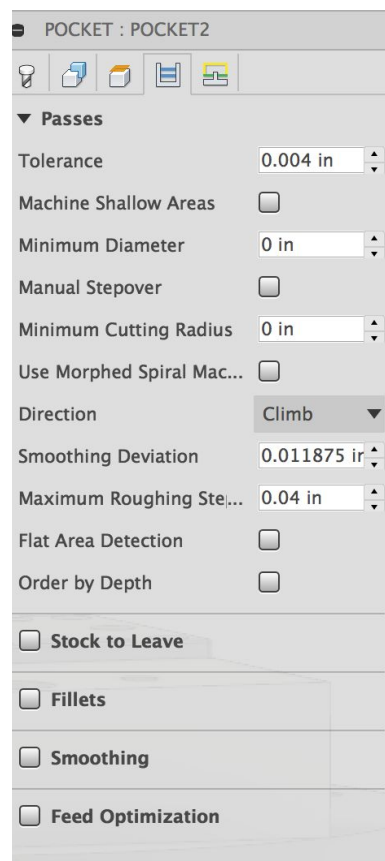 POCKET : POCKET2
Passes
Tolerance 0.004 in
Machine Shallow Areas
Minimum Diameter 0 in
Manual Stepover
Minimum Cutting Radius 0 in
Use Morphed Spiral Mac...
Direction Climb
Smoothing Deviation 0.011875 ir
Maximum Roughing Ste... 0.04 in
Flat Area Detection
Order by Depth
Stock to Leave
Fillets
Smoothing
Feed Optimization